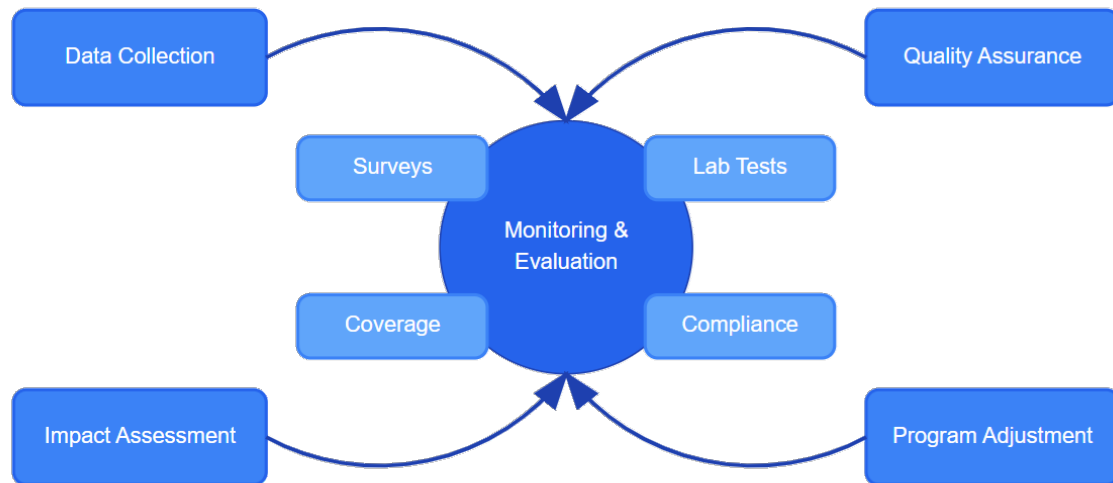 Data Collection
Quality Assurance
Surveys
Lab Tests
Monitoring &
Evaluation
Coverage
Compliance
Impact Assessment
Program Adjustment